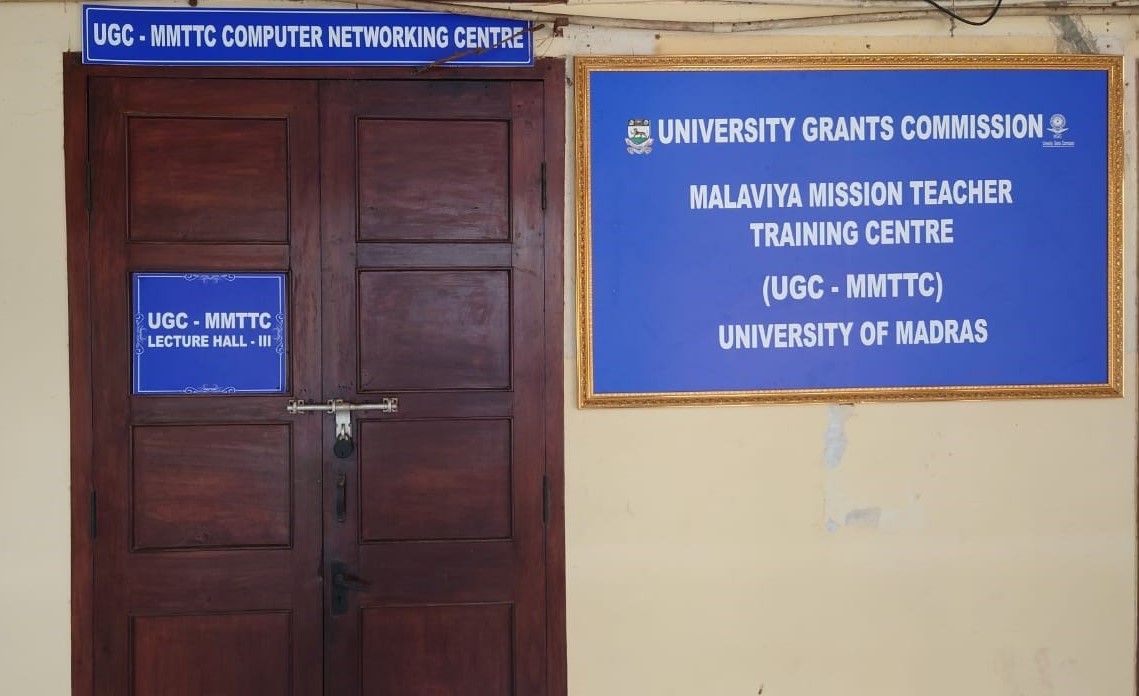 UGC - MMTTC COMPUTER NETWORKING CENTRE
UNIVERSITY GRANTS COMMISSION
MALAVIYA MISSION TEACHER
TRAINING CENTRE
(UGC - MMTTC)
UNIVERSITY OF MADRAS
UGC - MMTTC
LECTURE HALL - III